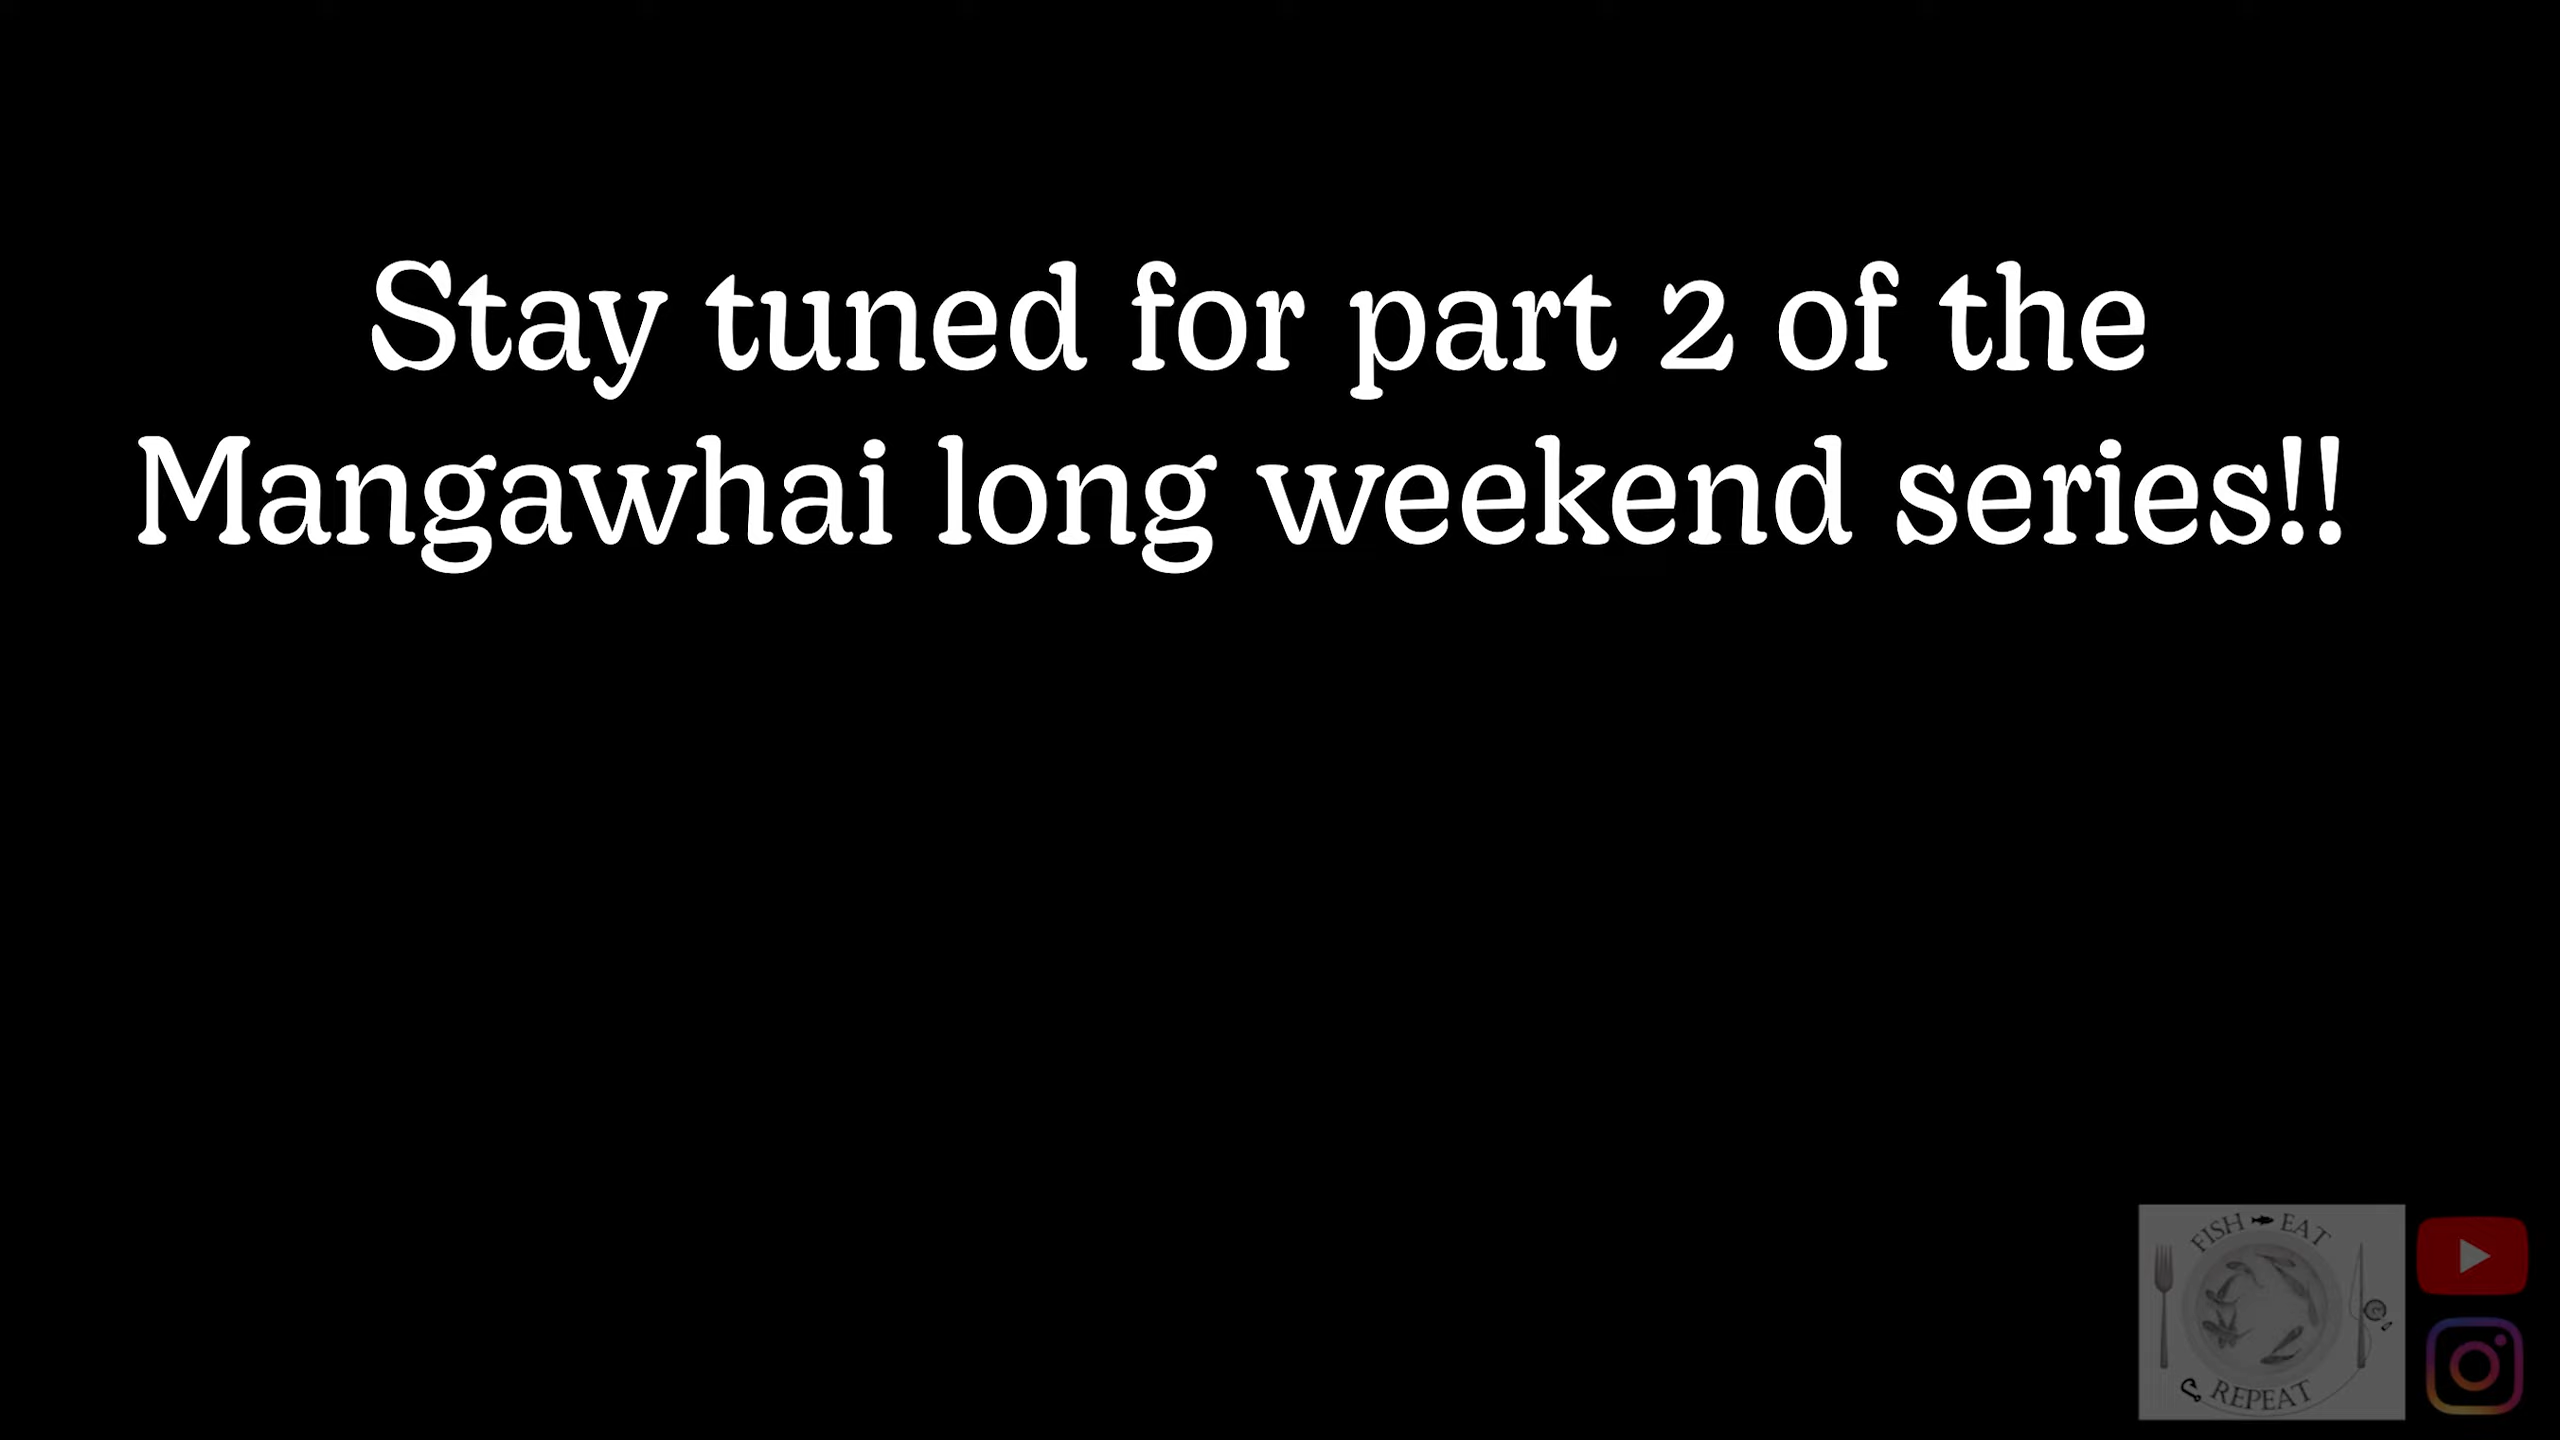 Stay tuned for part 2 of the
Mangawhai long weekend series!!
FISH EAT
REPEAT